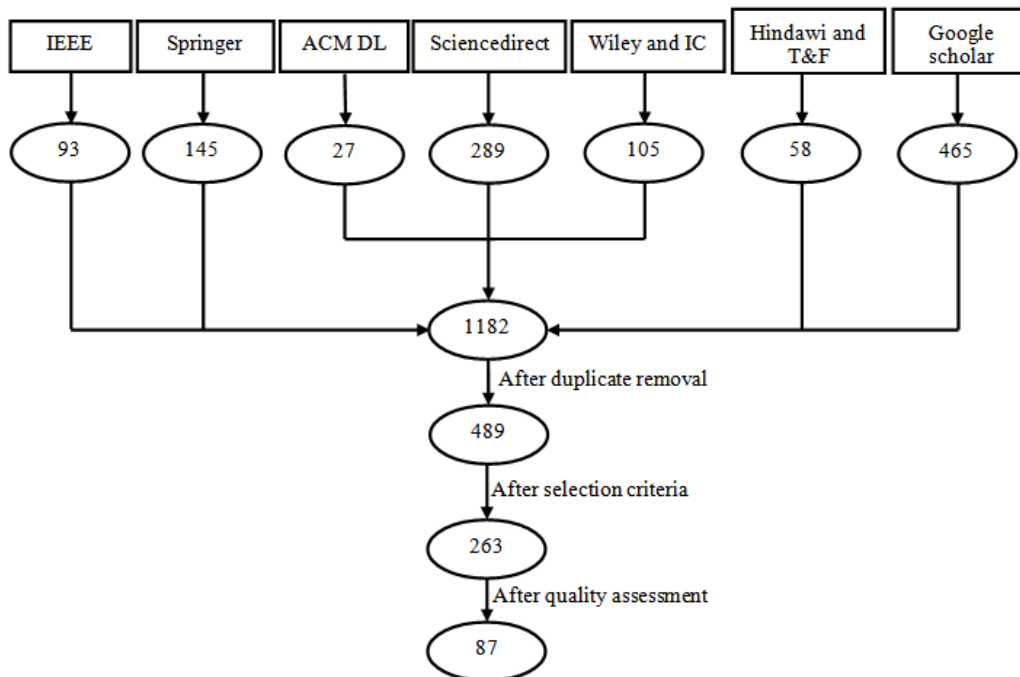 IEEE
Springer
ACM DL
Sciencedirect
Wiley and IC
Hindawi and
T&F
Google
scholar
93
145
27
289
105
58
465
1182
After duplicate removal
489
After selection criteria
263
After quality assessment
87